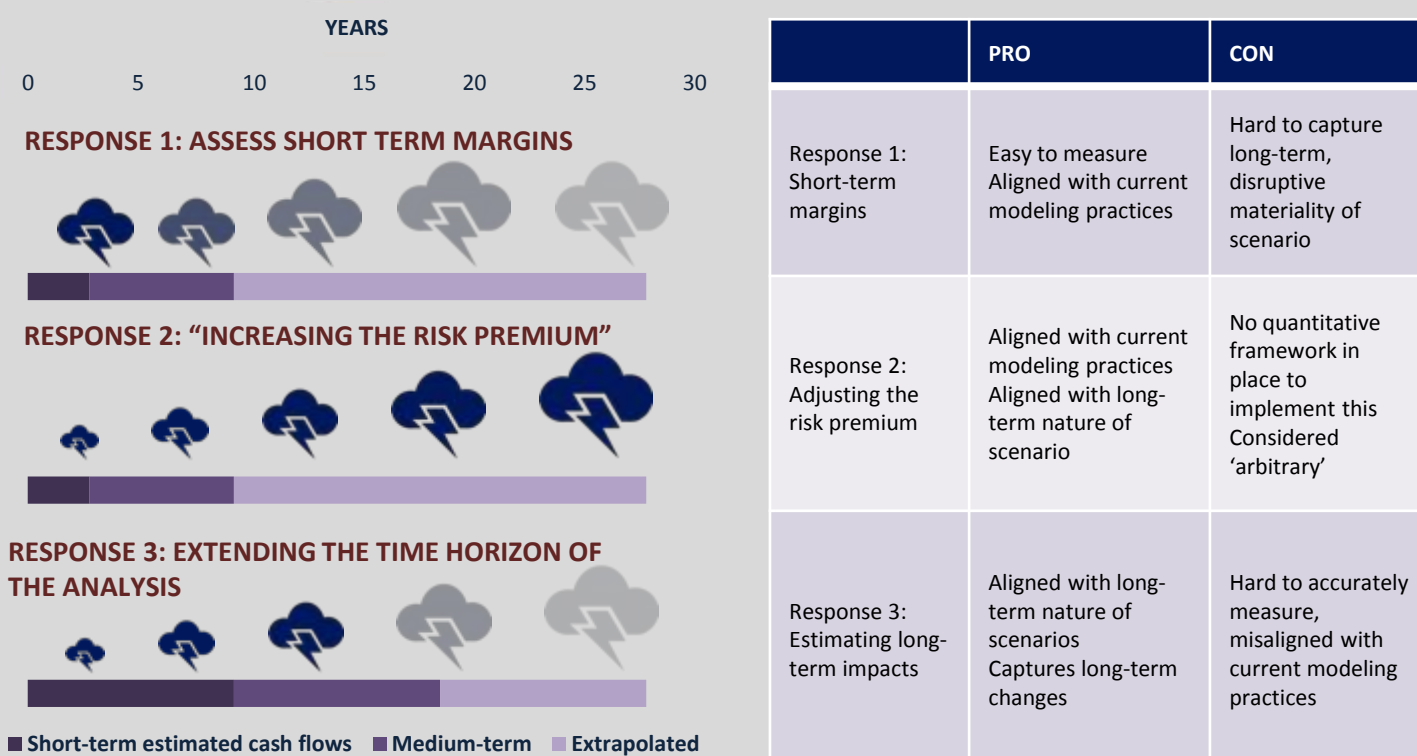 YEARS
0 5 10 15 20 25 30
RESPONSE 1: ASSESS SHORT TERM MARGINS
RESPONSE 2: “INCREASING THE RISK PREMIUM”
RESPONSE 3: EXTENDING THE TIME HORIZON OF
THE ANALYSIS
Short-term estimated cash flows Medium-term Extrapolated
PRO CON
Response 1:
Short-term
margins
Easy to measure
Aligned with current
modeling practices
Hard to capture
long-term,
disruptive
materiality of
scenario
Response 2:
Adjusting the
risk premium
Aligned with current
modeling practices
Aligned with long-
term nature of
scenario
No quantitative
framework in
place to
implement this
Considered
‘arbitrary’
Response 3:
Estimating long-
term impacts
Aligned with long-
term nature of
scenarios
Captures long-term
changes
Hard to accurately
measure,
misaligned with
current modeling
practices